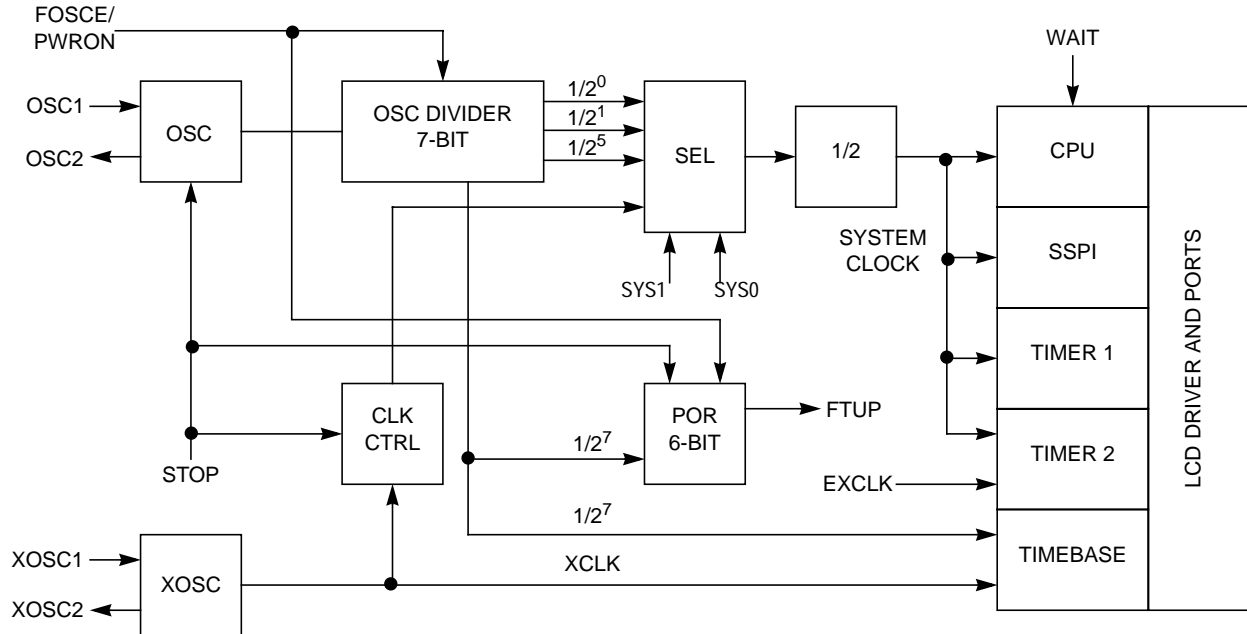 FOSCE/
PWRON
WAIT
OSC1
OSC2
OSC
OSC DIVIDER
7-BIT
1/2⁰
1/2¹
1/2⁵
SEL
1/2
CPU
SYSTEM
CLOCK
SSPI
SYS1
SYS0
TIMER 1
CLK
CTRL
POR
6-BIT
FTUP
TIMER 2
STOP
1/2⁷
EXCLK
1/2⁷
XOSC1
XOSC2
XOSC
XCLK
TIMEBASE
LCD DRIVER AND PORTS